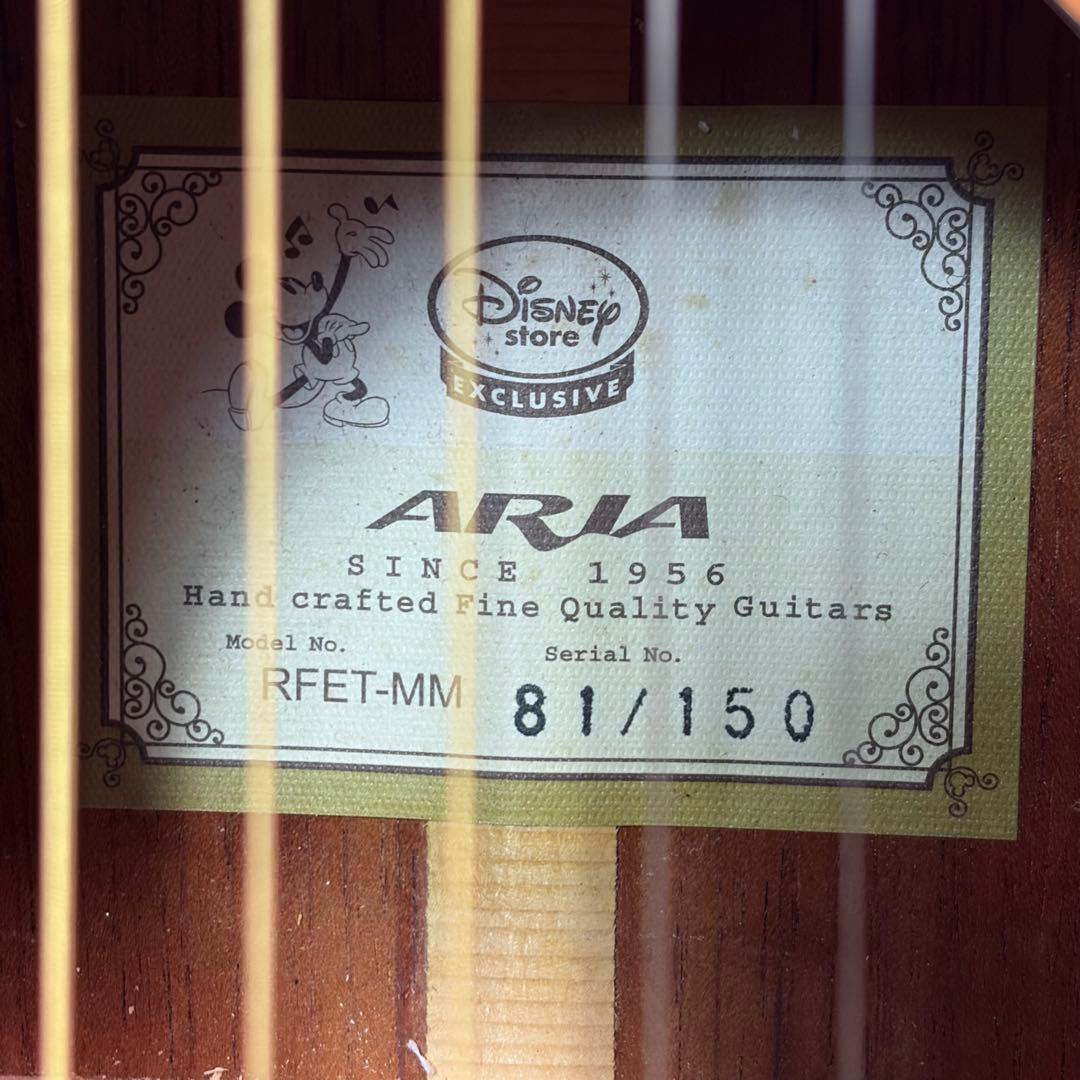 Disney
store
EXCLUSIVE
ARIA
SINCE 1956
Hand crafted Fine Quality Guitars
Model No.
RFET-MM
Serial No.
81/150